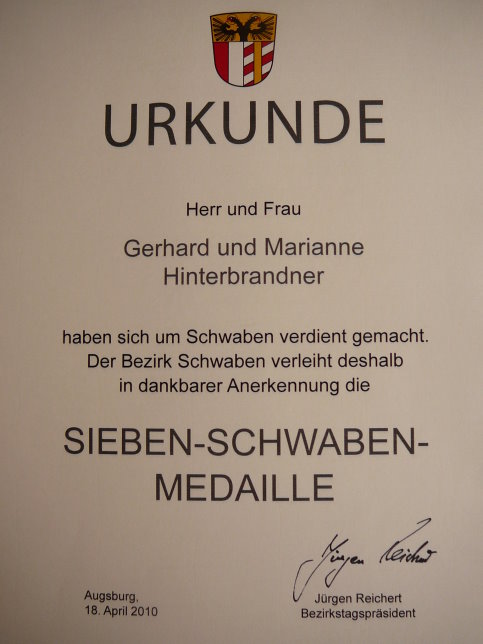 URKUNDE
Herr und Frau
Gerhard und Marianne
Hinterbrandner
haben sich um Schwaben verdient gemacht.
Der Bezirk Schwaben verleiht deshalb
in dankbarer Anerkennung die
SIEBEN-SCHWABEN-
MEDAILLE
Jürgen Reichert
Augsburg,
18. April 2010
Jürgen Reichert
Bezirkstagspräsident